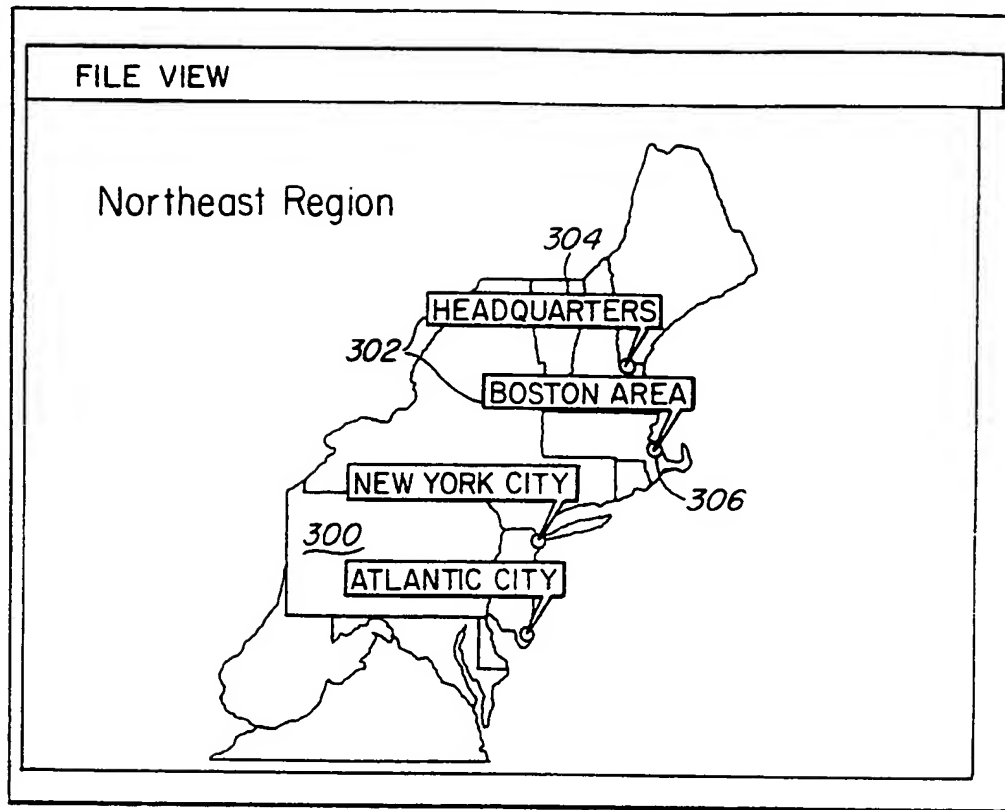 FILE VIEW
Northeast Region
304
HEADQUARTERS
302
BOSTON AREA
NEW YORK CITY
306
300
ATLANTIC CITY